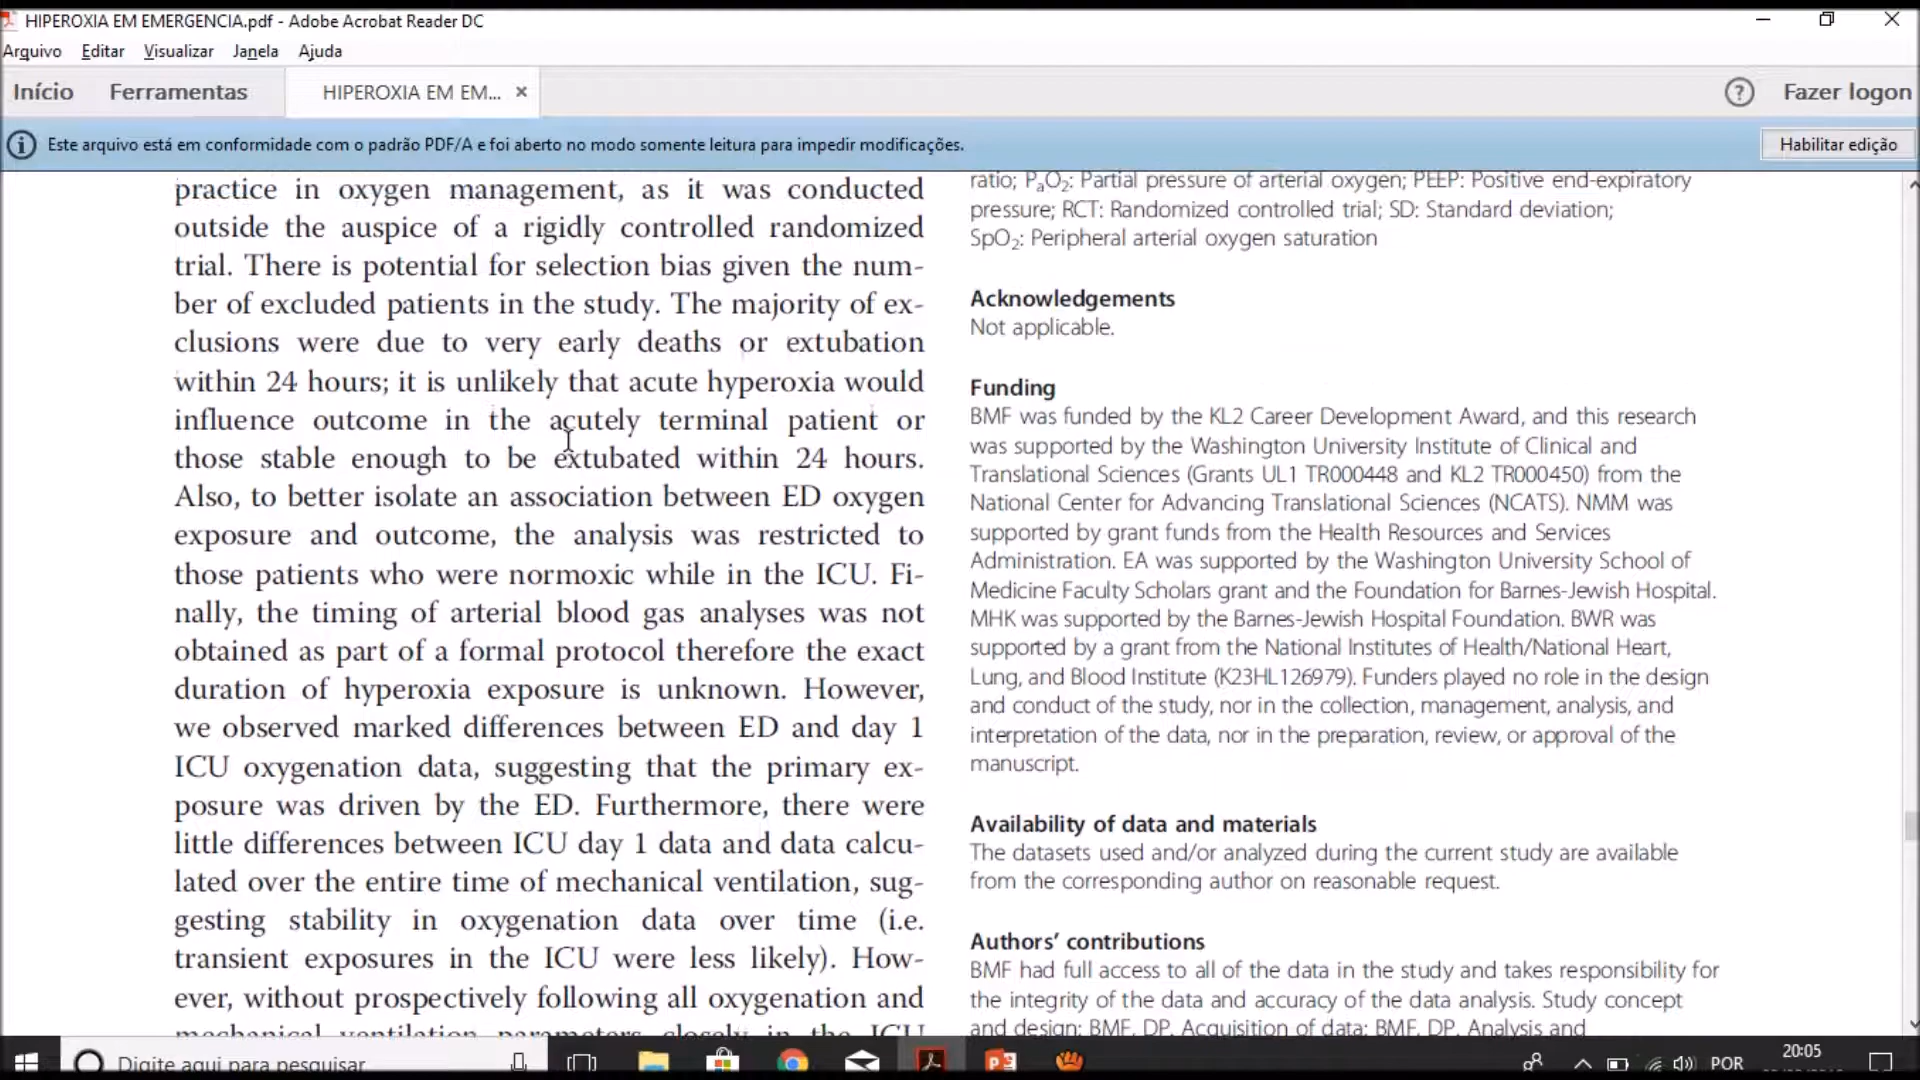 HIPEROXIA EM EMERGENCIA.pdf - Adobe Acrobat Reader DC
Arquivo Editar Visualizar Janela Ajuda
Início Ferramentas HIPEROXIA EM EM... × ? Fazer logon
Este arquivo está em conformidade com o padrão PDF/A e foi aberto no modo somente leitura para impedir modificações. Habilitar edição
practice in oxygen management, as it was conducted
outside the auspice of a rigidly controlled randomized
trial. There is potential for selection bias given the num-
ber of excluded patients in the study. The majority of ex-
clusions were due to very early deaths or extubation
within 24 hours; it is unlikely that acute hyperoxia would
influence outcome in the acutely terminal patient or
those stable enough to be extubated within 24 hours.
Also, to better isolate an association between ED oxygen
exposure and outcome, the analysis was restricted to
those patients who were normoxic while in the ICU. Fi-
nally, the timing of arterial blood gas analyses was not
obtained as part of a formal protocol therefore the exact
duration of hyperoxia exposure is unknown. However,
we observed marked differences between ED and day 1
ICU oxygenation data, suggesting that the primary ex-
posure was driven by the ED. Furthermore, there were
little differences between ICU day 1 data and data calcu-
lated over the entire time of mechanical ventilation, sug-
gesting stability in oxygenation data over time (i.e.
transient exposures in the ICU were less likely). How-
ever, without prospectively following all oxygenation and
mechanical ventilation parameters closely in the ICU
ratio; PaO2: Partial pressure of arterial oxygen; PEEP: Positive end-expiratory
pressure; RCT: Randomized controlled trial; SD: Standard deviation;
SpO2: Peripheral arterial oxygen saturation
Acknowledgements
Not applicable.
Funding
BMF was funded by the KL2 Career Development Award, and this research
was supported by the Washington University Institute of Clinical and
Translational Sciences (Grants UL1 TR000448 and KL2 TR000450) from the
National Center for Advancing Translational Sciences (NCATS). NMM was
supported by grant funds from the Health Resources and Services
Administration. EA was supported by the Washington University School of
Medicine Faculty Scholars grant and the Foundation for Barnes-Jewish Hospital.
MHK was supported by the Barnes-Jewish Hospital Foundation. BWR was
supported by a grant from the National Institutes of Health/National Heart,
Lung, and Blood Institute (K23HL126979). Funders played no role in the design
and conduct of the study, nor in the collection, management, analysis, and
interpretation of the data, nor in the preparation, review, or approval of the
manuscript.
Availability of data and materials
The datasets used and/or analyzed during the current study are available
from the corresponding author on reasonable request.
Authors' contributions
BMF had full access to all of the data in the study and takes responsibility for
the integrity of the data and accuracy of the data analysis. Study concept
and design: BMF, DP. Acquisition of data: BMF, DP. Analysis and
Digite aqui para pesquisar POR 20:05